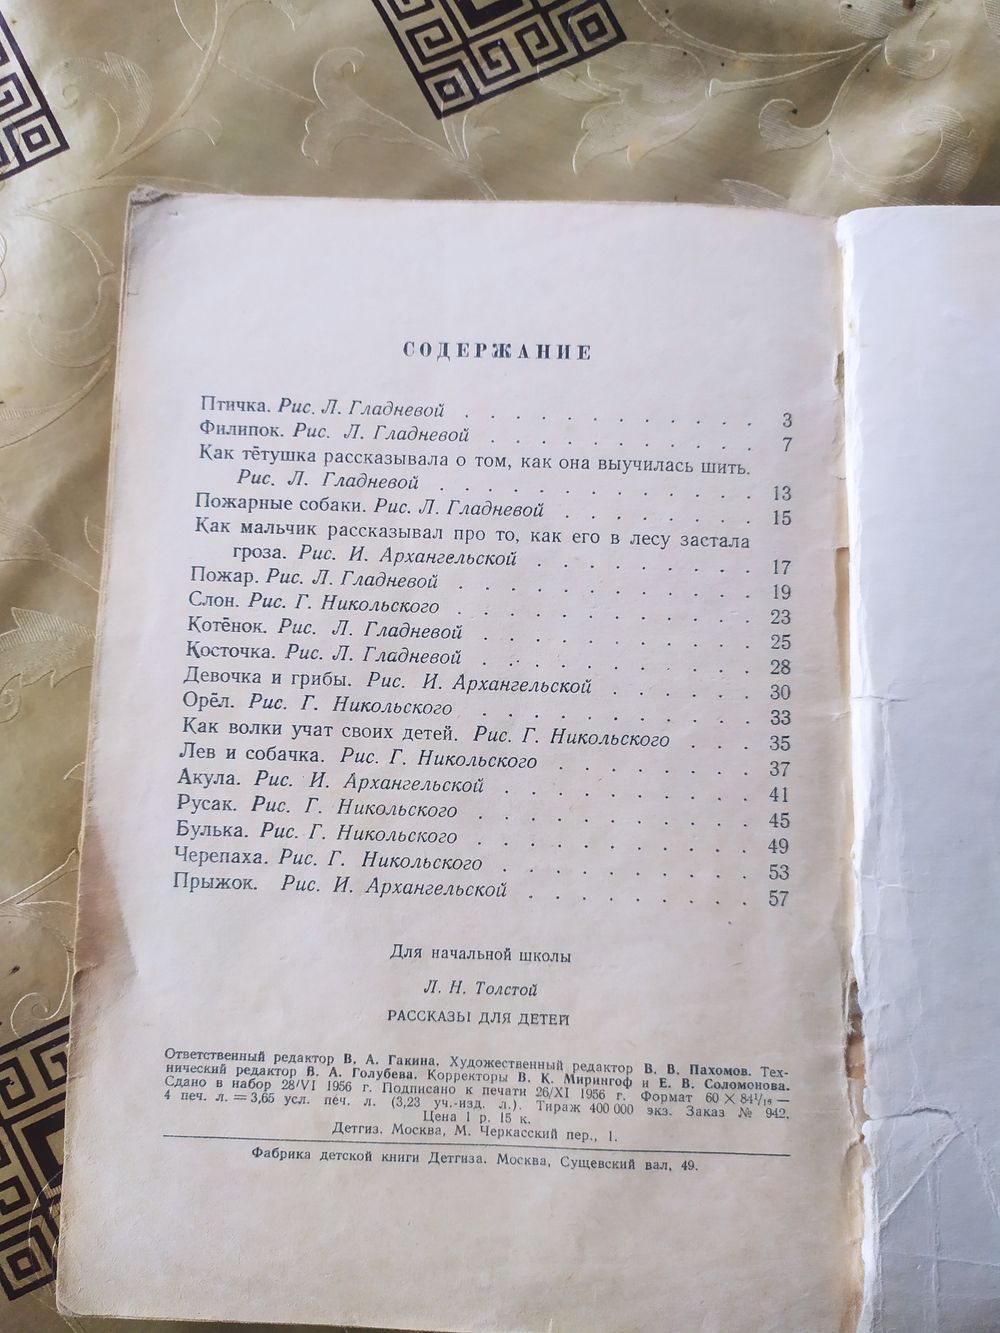 СОДЕРЖАНИЕ
Птичка. Рис. Л. Гладневой . . . . . . . . . . . . 3
Филипок. Рис. Л. Гладневой . . . . . . . . . . . 7
Как тётушка рассказывала о том, как она выучилась шить.
Рис. Л. Гладневой . . . . . . . . . . . . . 13
Пожарные собаки. Рис. Л. Гладневой . . . . . . . . 15
Как мальчик рассказывал про то, как его в лесу застала
гроза. Рис. И. Архангельской . . . . . . . . . 17
Пожар. Рис. Л. Гладневой . . . . . . . . . . . . 19
Слон. Рис. Г. Никольского . . . . . . . . . . . . 23
Котёнок. Рис. Л. Гладневой . . . . . . . . . . . 25
Косточка. Рис. Л. Гладневой . . . . . . . . . . . 28
Девочка и грибы. Рис. И. Архангельской . . . . . . 30
Орёл. Рис. Г. Никольского . . . . . . . . . . . 33
Как волки учат своих детей. Рис. Г. Никольского . . . 35
Лев и собачка. Рис. Г. Никольского . . . . . . . . 37
Акула. Рис. И. Архангельской . . . . . . . . . . 41
Русак. Рис. Г. Никольского . . . . . . . . . . . 45
Булька. Рис. Г. Никольского . . . . . . . . . . . 49
Черепаха. Рис. Г. Никольского . . . . . . . . . . 53
Прыжок. Рис. И. Архангельской . . . . . . . . . 57
Для начальной школы
Л. Н. Толстой
РАССКАЗЫ ДЛЯ ДЕТЕЙ
Ответственный редактор В. А. Гакина. Художественный редактор В. В. Пахомов. Тех-
нический редактор В. А. Голубева. Корректоры В. К. Мирингоф и Е. В. Соломонова.
Сдано в набор 28/VI 1956 г. Подписано к печати 26/XI 1956 г. Формат 60 × 84¹/₁₆ —
4 печ. л. = 3,65 усл. печ. л. (3,23 уч.-изд. л.). Тираж 400 000 экз. Заказ № 942.
Цена 1 р. 15 к.
Детгиз. Москва, М. Черкасский пер., 1.
Фабрика детской книги Детгиза. Москва, Сущевский вал, 49.